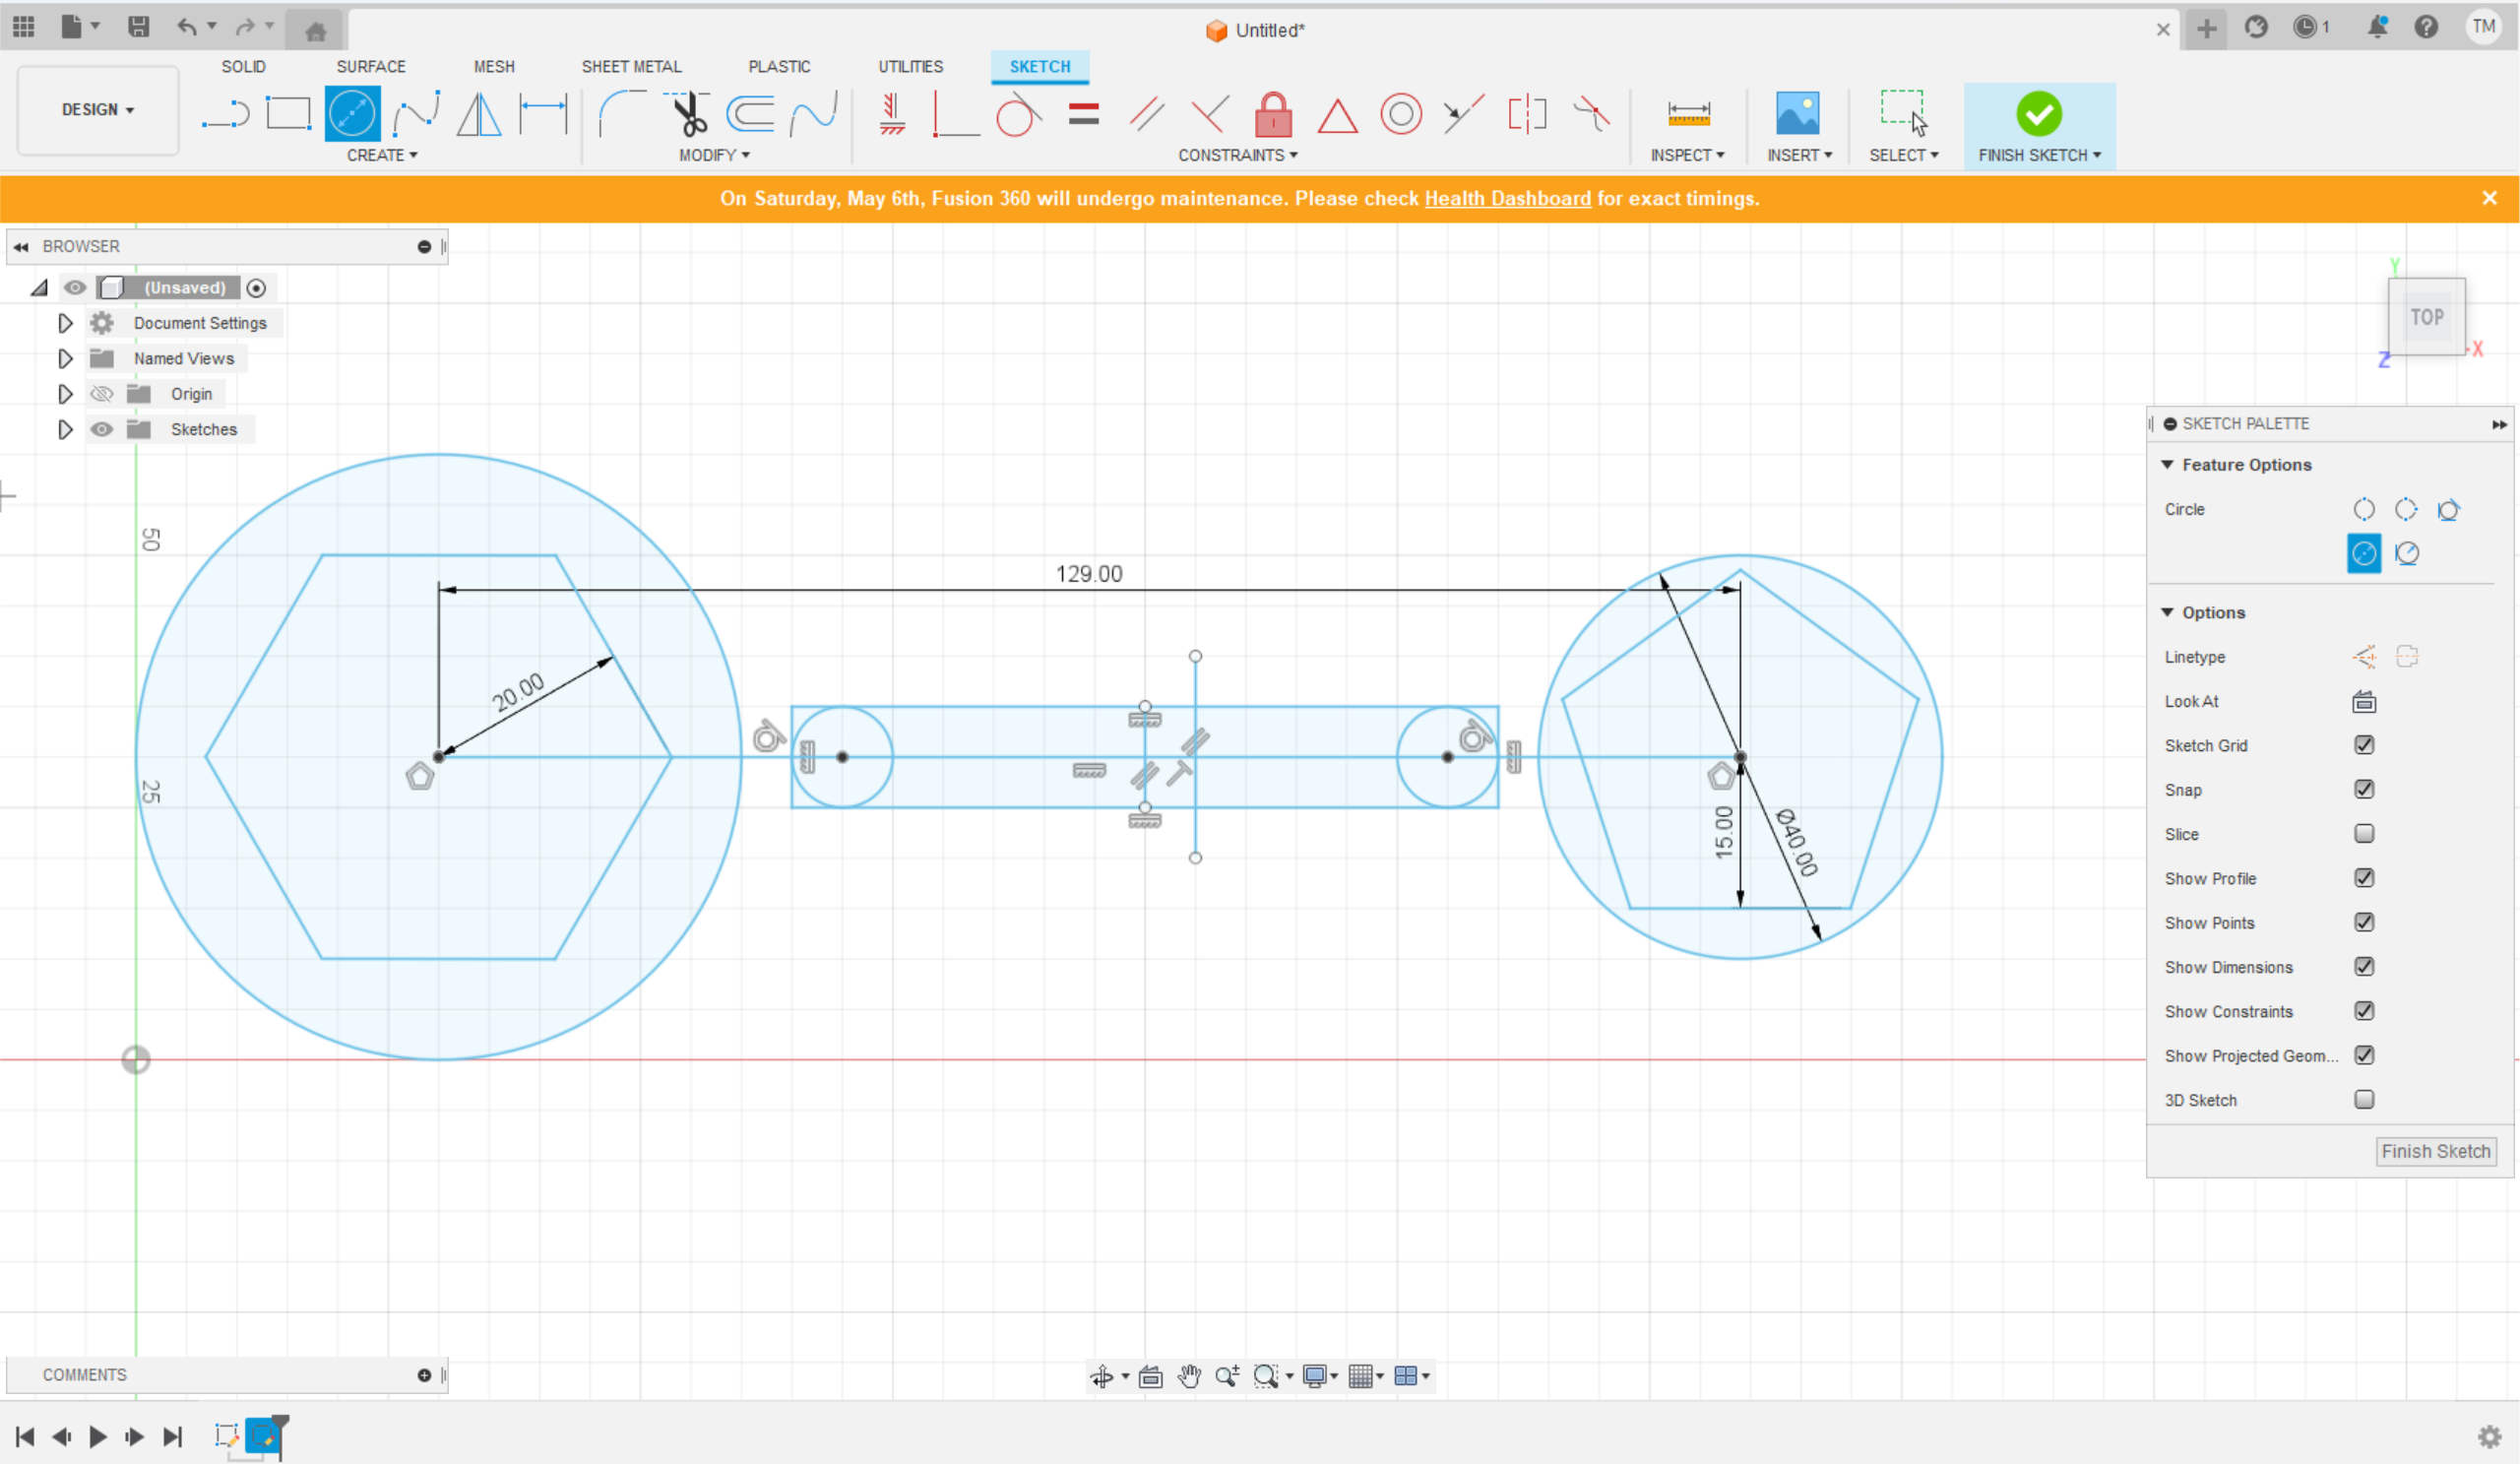 Untitled*
1
TM
SOLID
SURFACE
MESH
SHEET METAL
PLASTIC
UTILITIES
SKETCH
DESIGN
CREATE
MODIFY
CONSTRAINTS
INSPECT
INSERT
SELECT
FINISH SKETCH
On Saturday, May 6th, Fusion 360 will undergo maintenance. Please check Health Dashboard for exact timings.
BROWSER
(Unsaved)
Document Settings
Named Views
Origin
Sketches
Y
TOP
X
Z
50
25
129.00
20.00
15.00
Ø40.00
SKETCH PALETTE
Feature Options
Circle
Options
Linetype
Look At
Sketch Grid
Snap
Slice
Show Profile
Show Points
Show Dimensions
Show Constraints
Show Projected Geom...
3D Sketch
Finish Sketch
COMMENTS